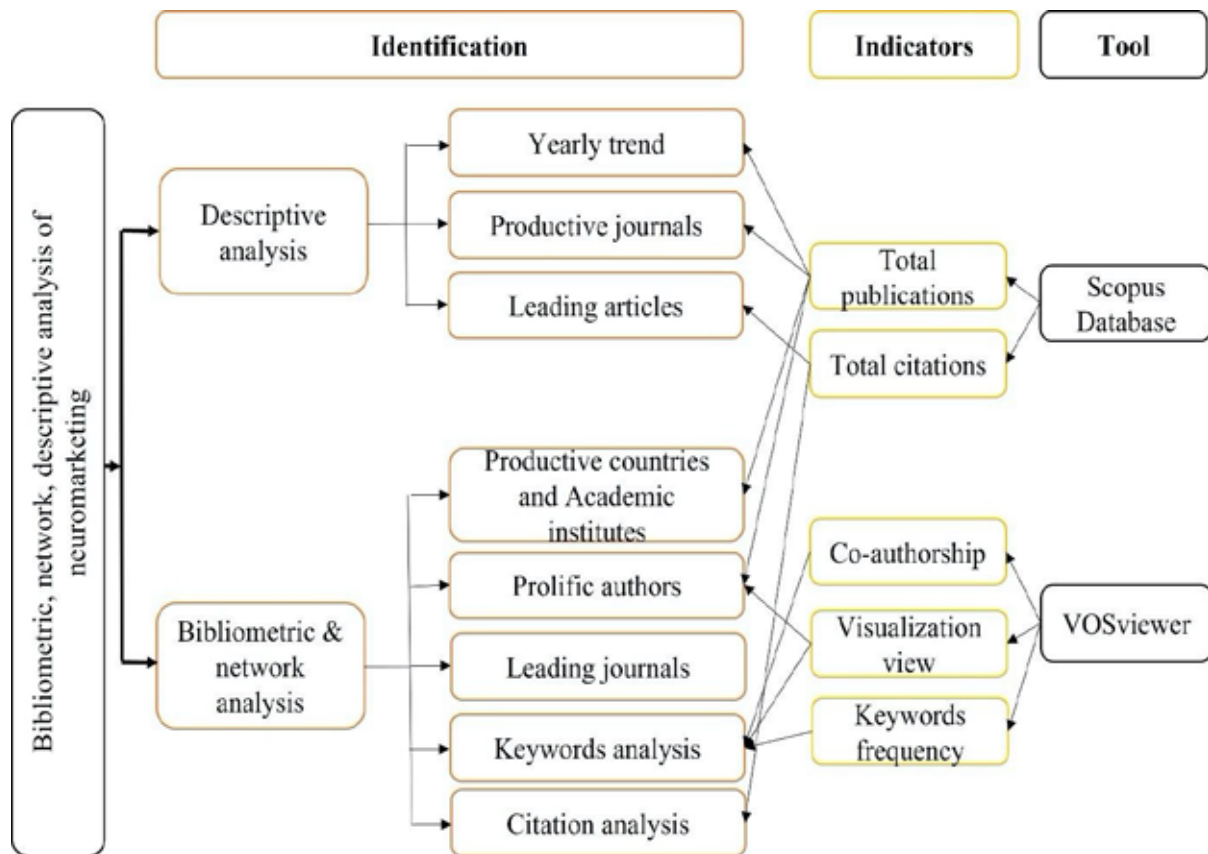 Identification
Indicators
Tool
Bibliometric, network, descriptive analysis of
neuromarketing
Descriptive
analysis
Bibliometric &
network
analysis
Yearly trend
Productive journals
Leading articles
Productive countries
and Academic
institutes
Prolific authors
Leading journals
Keywords analysis
Citation analysis
Total
publications
Total citations
Co-authorship
Visualization
view
Keywords
frequency
Scopus
Database
VOSviewer